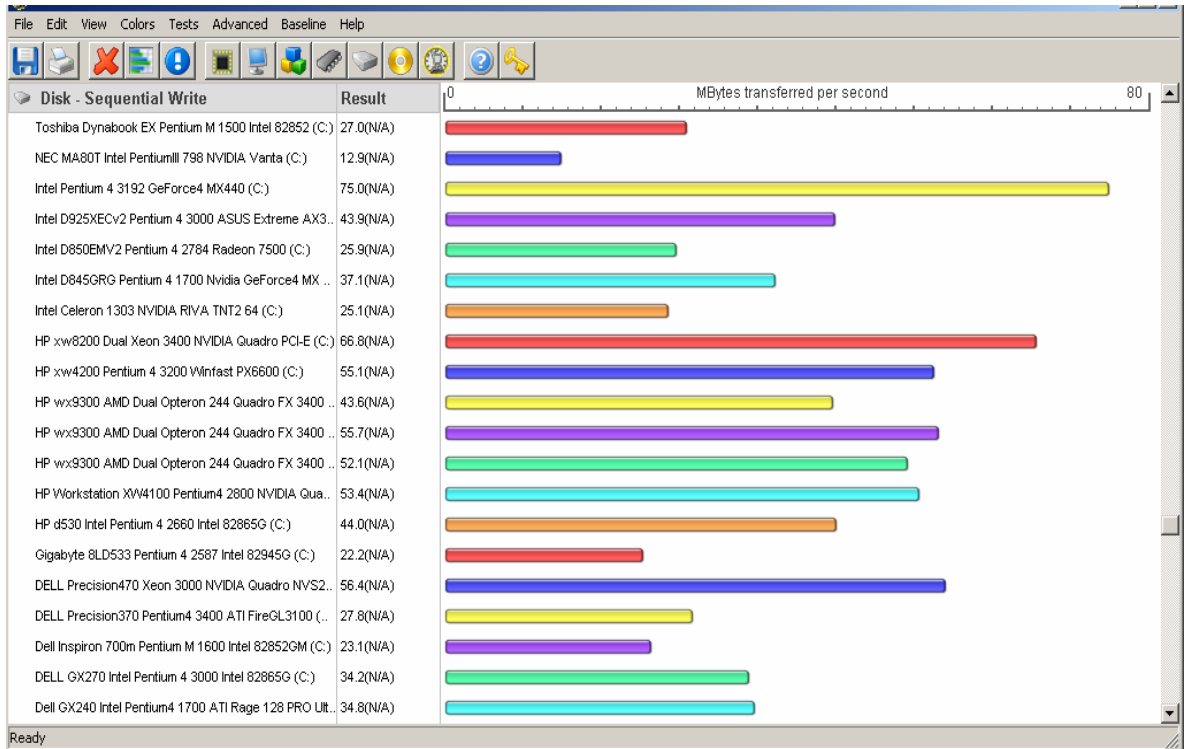 File Edit View Colors Tests Advanced Baseline Help
Disk - Sequential Write Result 0 MBytes transferred per second 80
Toshiba Dynabook EX Pentium M 1500 Intel 82852 (C:) 27.0(N/A)
NEC MA80T Intel PentiumIII 798 NVIDIA Vanta (C:) 12.9(N/A)
Intel Pentium 4 3192 GeForce4 MX440 (C:) 75.0(N/A)
Intel D925XECv2 Pentium 4 3000 ASUS Extreme AX3.. 43.9(N/A)
Intel D850EMV2 Pentium 4 2784 Radeon 7500 (C:) 25.9(N/A)
Intel D845GRG Pentium 4 1700 Nvidia GeForce4 MX .. 37.1(N/A)
Intel Celeron 1303 NVIDIA RIVA TNT2 64 (C:) 25.1(N/A)
HP xw8200 Dual Xeon 3400 NVIDIA Quadro PCI-E (C:) 66.8(N/A)
HP xw4200 Pentium 4 3200 Winfast PX6600 (C:) 55.1(N/A)
HP wx9300 AMD Dual Opteron 244 Quadro FX 3400 .. 43.6(N/A)
HP wx9300 AMD Dual Opteron 244 Quadro FX 3400 .. 55.7(N/A)
HP wx9300 AMD Dual Opteron 244 Quadro FX 3400 .. 52.1(N/A)
HP Workstation XW4100 Pentium4 2800 NVIDIA Qua.. 53.4(N/A)
HP d530 Intel Pentium 4 2660 Intel 82865G (C:) 44.0(N/A)
Gigabyte 8LD533 Pentium 4 2587 Intel 82945G (C:) 22.2(N/A)
DELL Precision470 Xeon 3000 NVIDIA Quadro NVS2.. 56.4(N/A)
DELL Precision370 Pentium4 3400 ATI FireGL3100 (.. 27.8(N/A)
Dell Inspiron 700m Pentium M 1600 Intel 82852GM (C:) 23.1(N/A)
DELL GX270 Intel Pentium 4 3000 Intel 82865G (C:) 34.2(N/A)
Dell GX240 Intel Pentium4 1700 ATI Rage 128 PRO Ult.. 34.8(N/A)
Ready